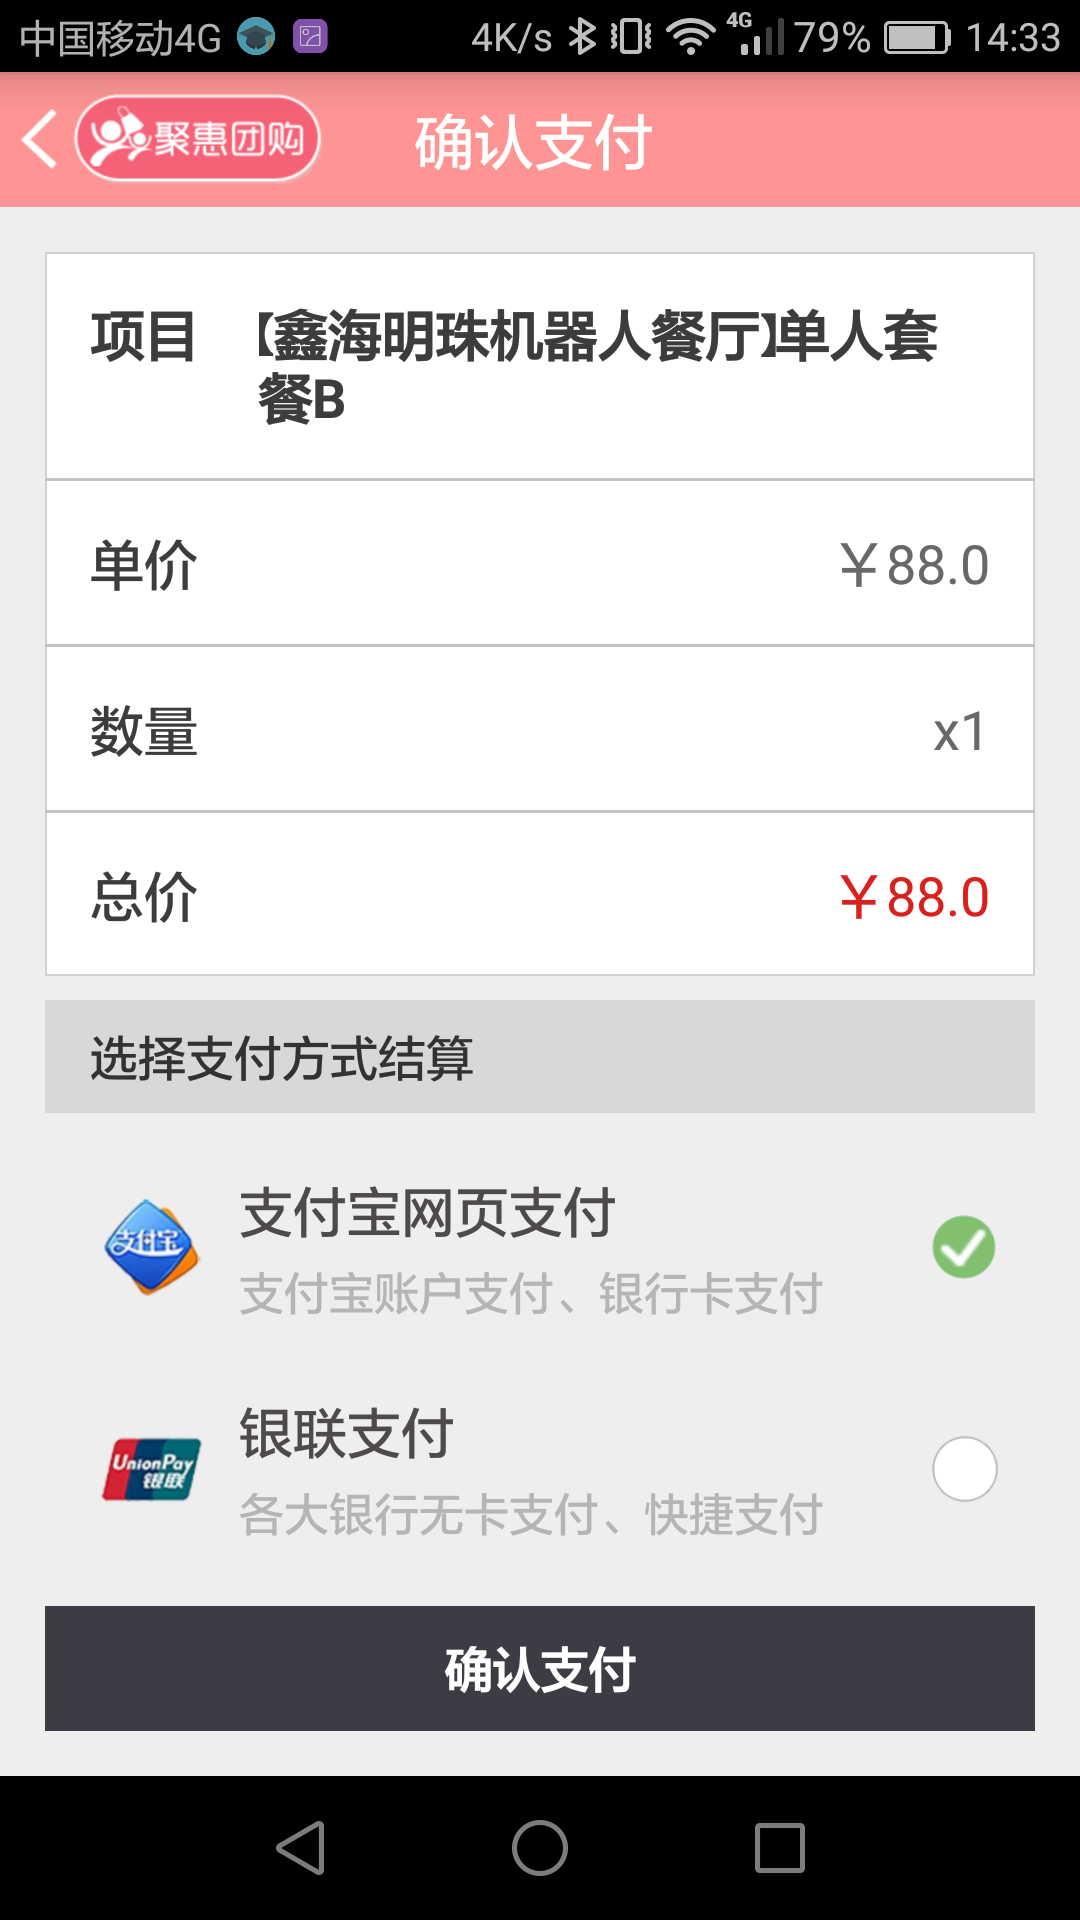 中国移动4G 4K/s 4G 79% 14:33
聚惠团购 确认支付
项目 【鑫海明珠机器人餐厅】单人套
餐B
单价 ￥88.0
数量 x1
总价 ￥88.0
选择支付方式结算
支付宝 支付宝网页支付
支付宝账户支付、银行卡支付
UnionPay 银联支付
银联
各大银行无卡支付、快捷支付
确认支付